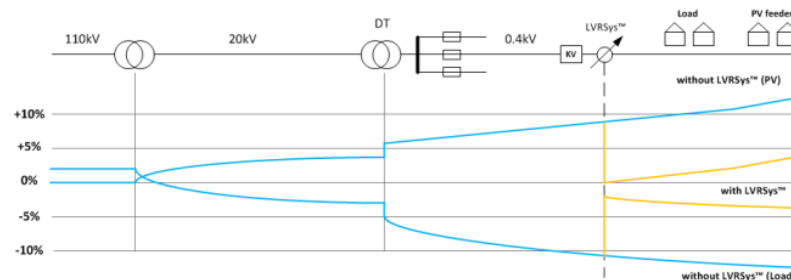 Load PV feeder
DT
LVRSys™
110kV 20kV 0.4kV
KV
without LVRSys™ (PV)
+10%
+5%
0%
with LVRSys™
-5%
-10%
without LVRSys™ (Load